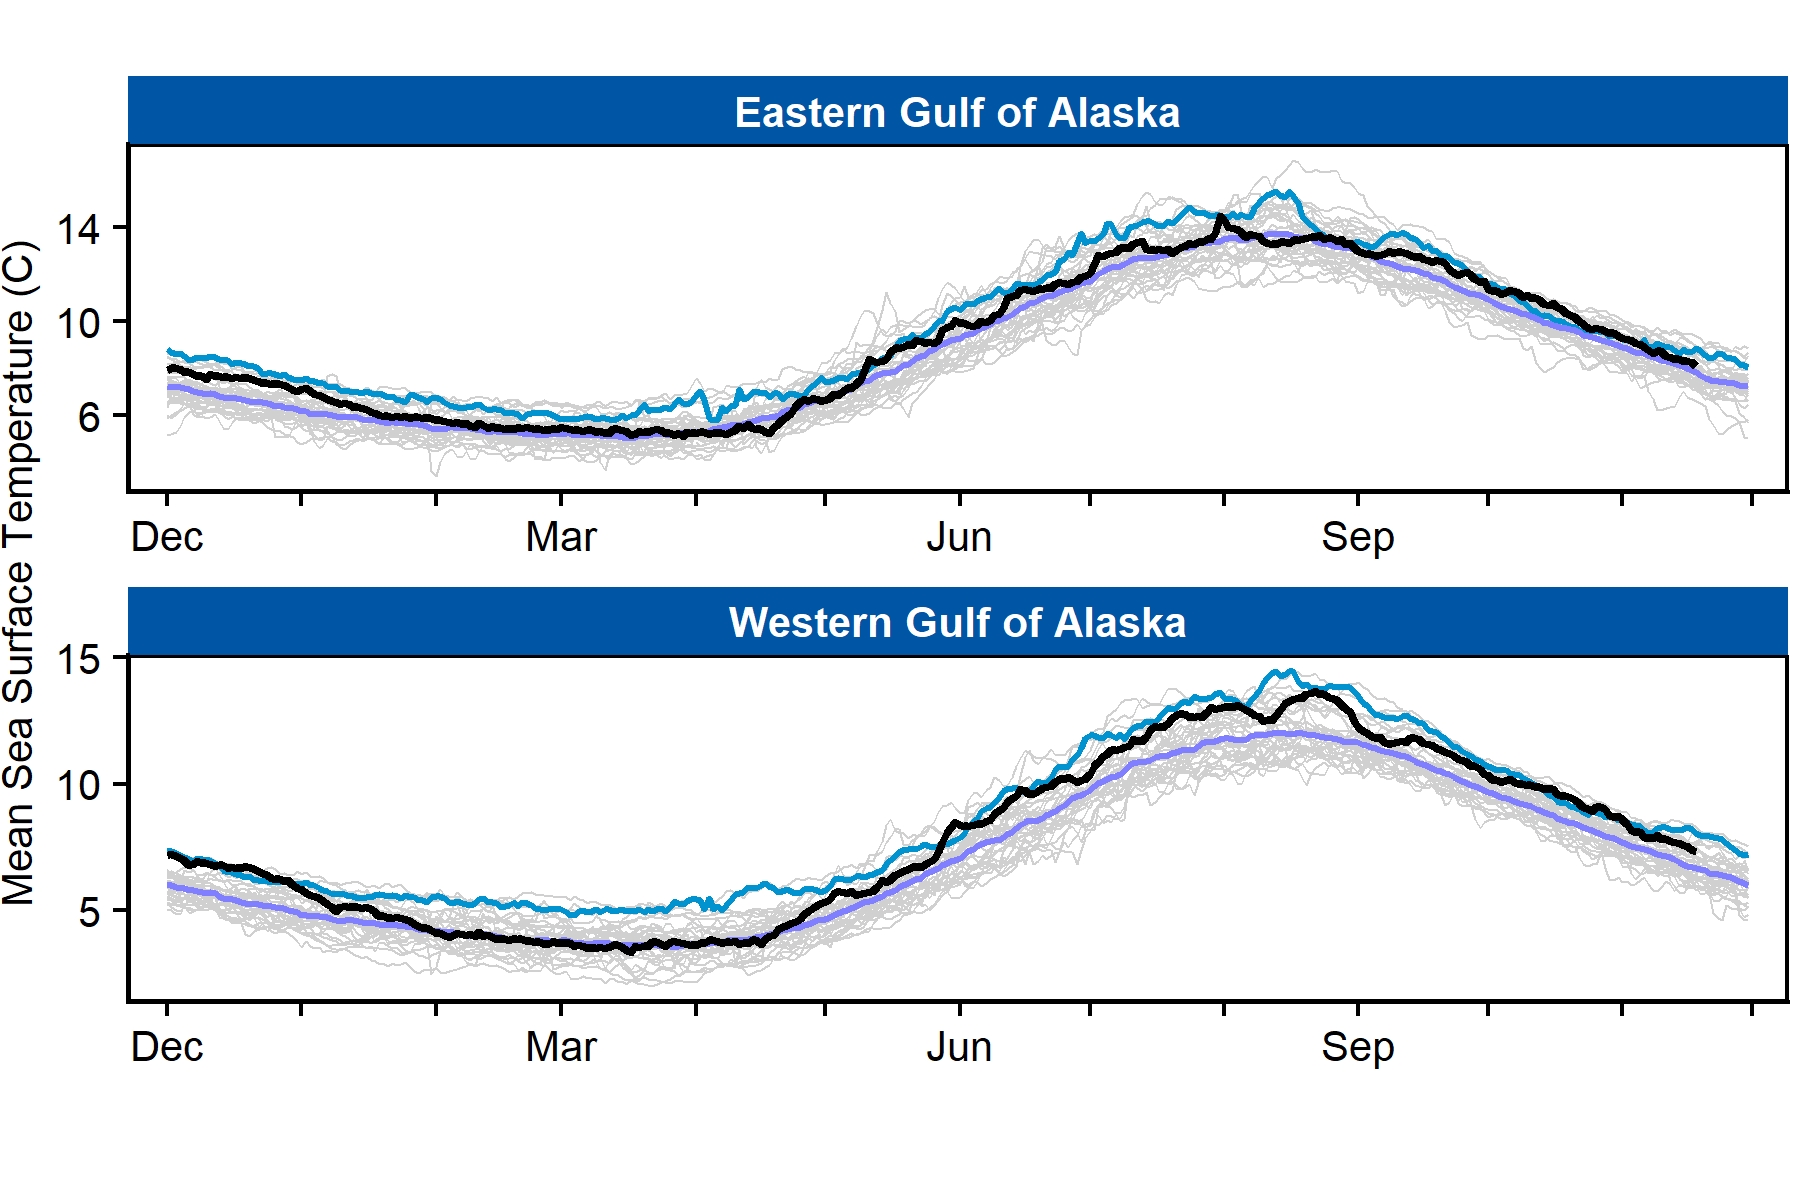 Mean Sea Surface Temperature (C)
Eastern Gulf of Alaska
14
10
6
Dec Mar Jun Sep
Western Gulf of Alaska
15
10
5
Dec Mar Jun Sep